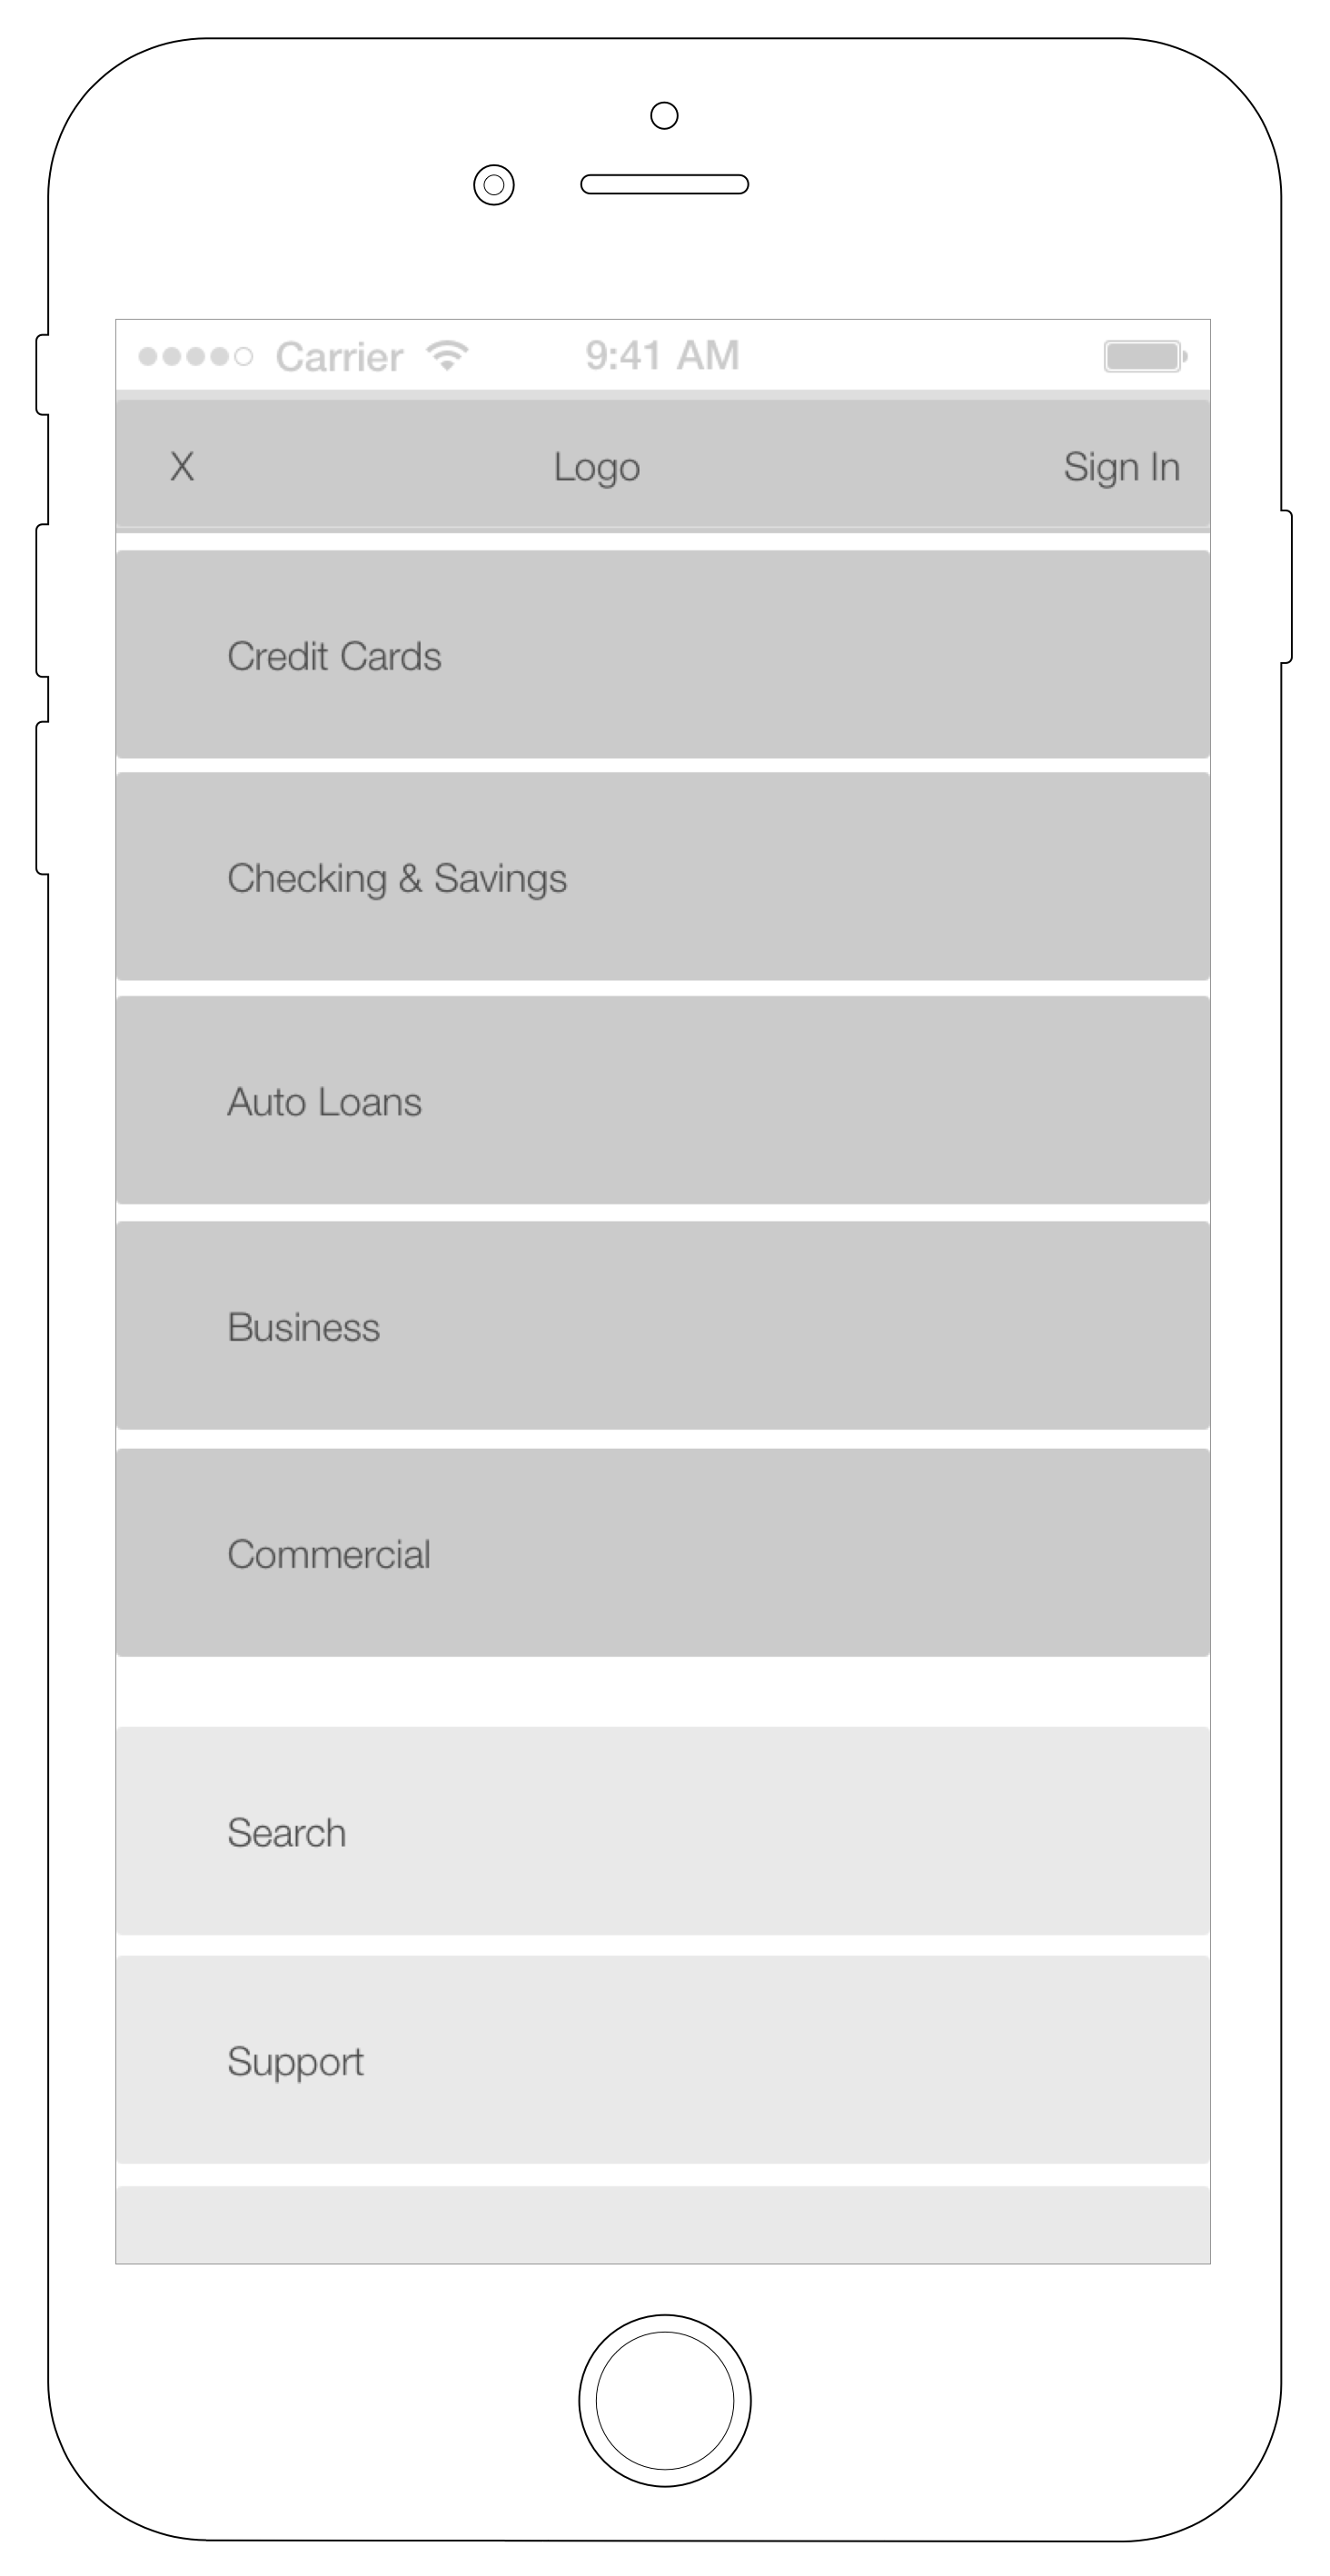 Carrier 9:41 AM
X Logo Sign In
Credit Cards
Checking & Savings
Auto Loans
Business
Commercial
Search
Support